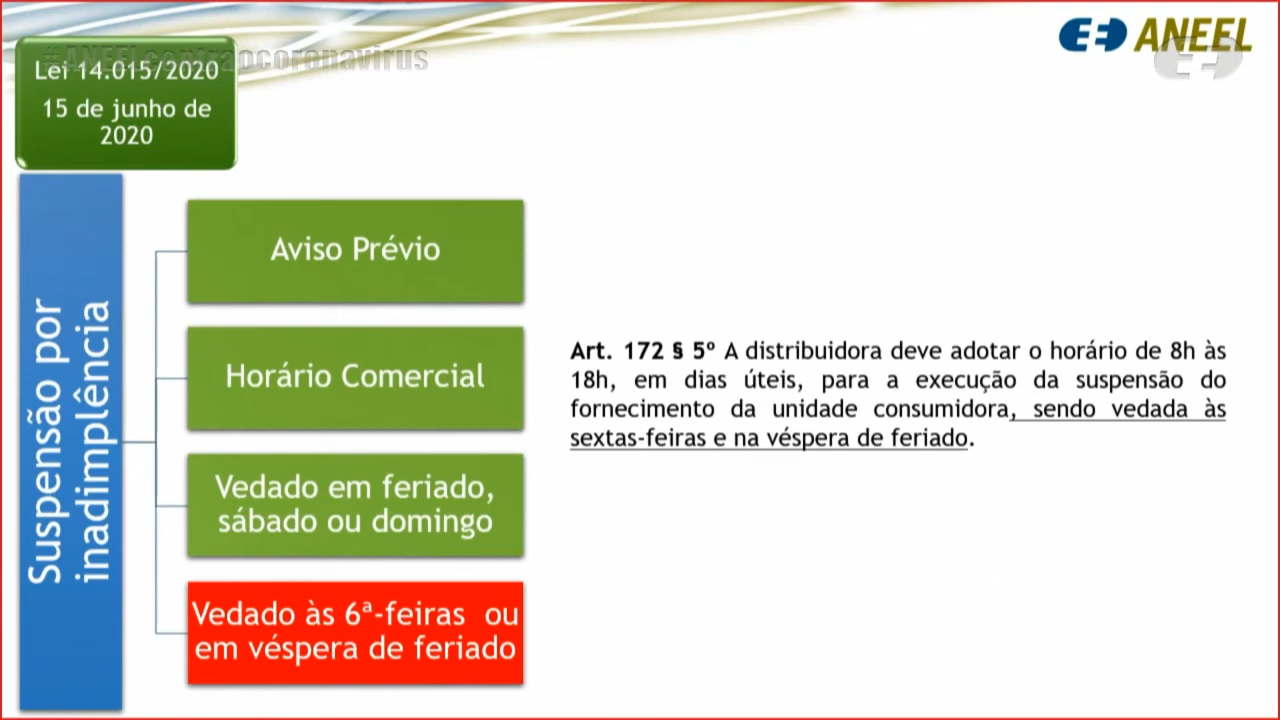 ANEEL
#ANEELcontraocoronavirus
Lei 14.015/2020
15 de junho de
2020
Suspensão por
inadimplência
Aviso Prévio
Horário Comercial
Vedado em feriado,
sábado ou domingo
Vedado às 6ª-feiras ou
em véspera de feriado
Art. 172 § 5º A distribuidora deve adotar o horário de 8h às
18h, em dias úteis, para a execução da suspensão do
fornecimento da unidade consumidora, sendo vedada às
sextas-feiras e na véspera de feriado.